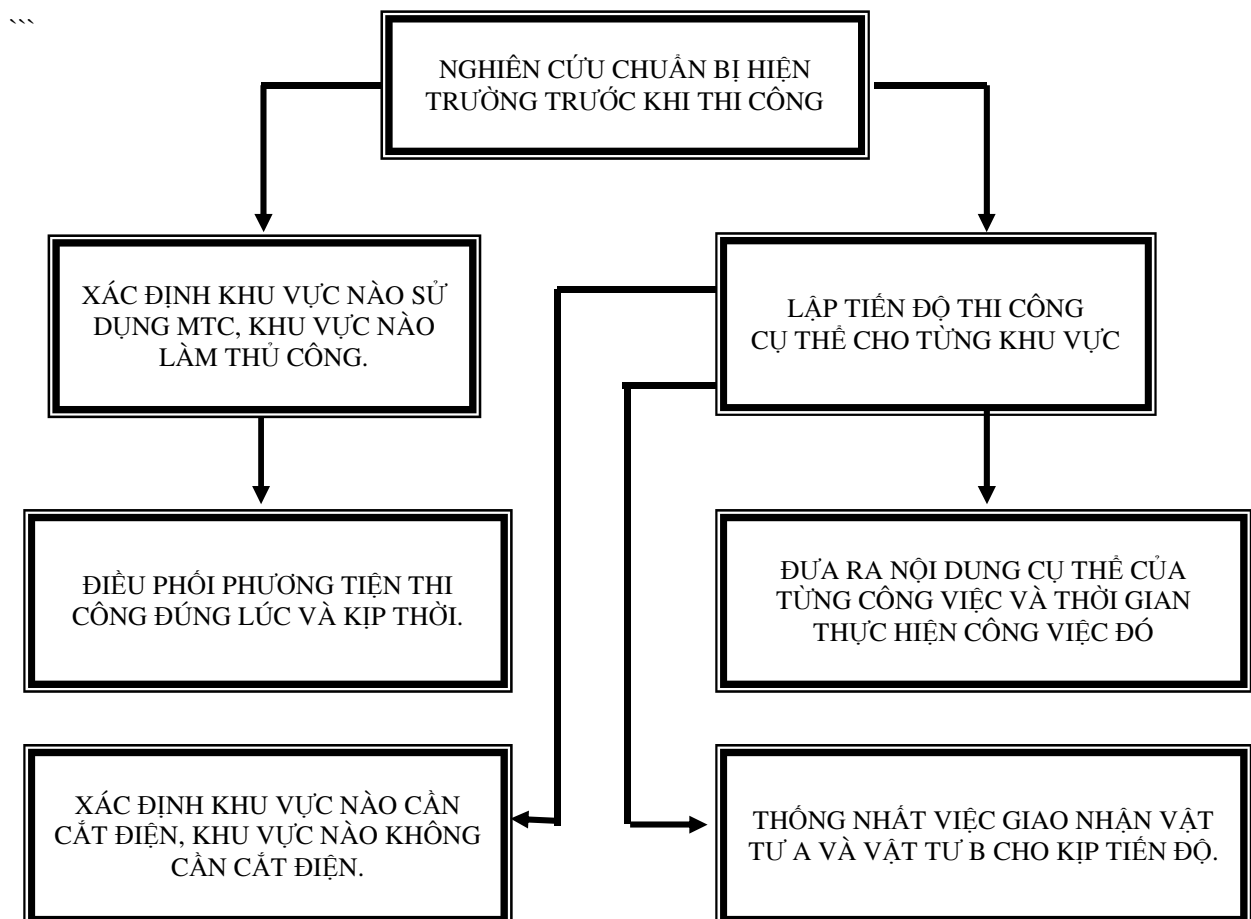 ```
NGHIÊN CỨU CHUẨN BỊ HIỆN
TRƯỜNG TRƯỚC KHI THI CÔNG
XÁC ĐỊNH KHU VỰC NÀO SỬ
DỤNG MTC, KHU VỰC NÀO
LÀM THỦ CÔNG.
LẬP TIẾN ĐỘ THI CÔNG
CỤ THỂ CHO TỪNG KHU VỰC
ĐIỀU PHỐI PHƯƠNG TIỆN THI
CÔNG ĐÚNG LÚC VÀ KỊP THỜI.
ĐƯA RA NỘI DUNG CỤ THỂ CỦA
TỪNG CÔNG VIỆC VÀ THỜI GIAN
THỰC HIỆN CÔNG VIỆC ĐÓ
XÁC ĐỊNH KHU VỰC NÀO CẦN
CẮT ĐIỆN, KHU VỰC NÀO KHÔNG
CẦN CẮT ĐIỆN.
THỐNG NHẤT VIỆC GIAO NHẬN VẬT
TƯ A VÀ VẬT TƯ B CHO KỊP TIẾN ĐỘ.